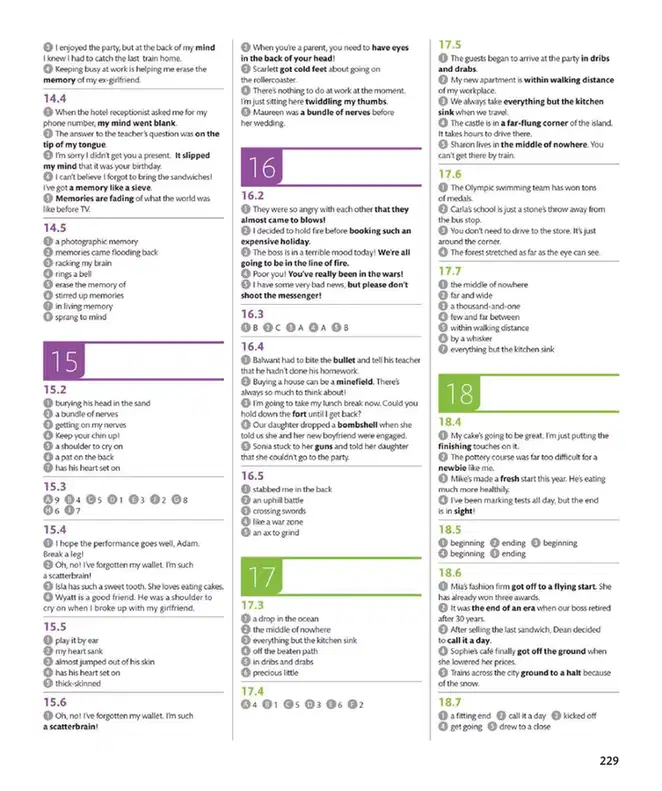 3 I enjoyed the party, but at the back of my mind
I knew I had to catch the last train home.
4 Keeping busy at work is helping me erase the
memory of my ex-girlfriend.
14.4
1 When the hotel receptionist asked me for my
phone number, my mind went blank.
2 The answer to the teacher's question was on the
tip of my tongue.
3 I'm sorry I didn't get you a present. It slipped
my mind that it was your birthday.
4 I can't believe I forgot to bring the sandwiches!
I've got a memory like a sieve.
5 Memories are fading of what the world was
like before TV.
14.5
1 a photographic memory
2 memories came flooding back
3 racking my brain
4 rings a bell
5 erase the memory of
6 stirred up memories
7 in living memory
8 sprang to mind
15
15.2
1 burying his head in the sand
2 a bundle of nerves
3 getting on my nerves
4 Keep your chin up!
5 a shoulder to cry on
6 a pat on the back
7 has his heart set on
15.3
A 9 B 4 C 5 D 1 E 3 F 2 G 8
H 6 I 7
15.4
1 I hope the performance goes well, Adam.
Break a leg!
2 Oh, no! I've forgotten my wallet. I'm such
a scatterbrain!
3 Isla has such a sweet tooth. She loves eating cakes.
4 Wyatt is a good friend. He was a shoulder to
cry on when I broke up with my girlfriend.
15.5
1 play it by ear
2 my heart sank
3 almost jumped out of his skin
4 has his heart set on
5 thick-skinned
15.6
1 Oh, no! I've forgotten my wallet. I'm such
a scatterbrain!
2 When you're a parent, you need to have eyes
in the back of your head!
3 Scarlett got cold feet about going on
the rollercoaster.
4 There's nothing to do at work at the moment.
I'm just sitting here twiddling my thumbs.
5 Maureen was a bundle of nerves before
her wedding.
16
16.2
1 They were so angry with each other that they
almost came to blows!
2 I decided to hold fire before booking such an
expensive holiday.
3 The boss is in a terrible mood today! We're all
going to be in the line of fire.
4 Poor you! You've really been in the wars!
5 I have some very bad news, but please don't
shoot the messenger!
16.3
1 B 2 C 3 A 4 A 5 B
16.4
1 Balwant had to bite the bullet and tell his teacher
that he hadn't done his homework.
2 Buying a house can be a minefield. There's
always so much to think about!
3 I'm going to take my lunch break now. Could you
hold down the fort until I get back?
4 Our daughter dropped a bombshell when she
told us she and her new boyfriend were engaged.
5 Sonia stuck to her guns and told her daughter
that she couldn't go to the party.
16.5
1 stabbed me in the back
2 an uphill battle
3 crossing swords
4 like a war zone
5 an ax to grind
17
17.3
1 a drop in the ocean
2 the middle of nowhere
3 everything but the kitchen sink
4 off the beaten path
5 in dribs and drabs
6 precious little
17.4
A 4 B 1 C 5 D 3 E 6 F 2
17.5
1 The guests began to arrive at the party in dribs
and drabs.
2 My new apartment is within walking distance
of my workplace.
3 We always take everything but the kitchen
sink when we travel.
4 The castle is in a far-flung corner of the island.
It takes hours to drive there.
5 Sharon lives in the middle of nowhere. You
can't get there by train.
17.6
1 The Olympic swimming team has won tons
of medals.
2 Carla's school is just a stone's throw away from
the bus stop.
3 You don't need to drive to the store. It's just
around the corner.
4 The forest stretched as far as the eye can see.
17.7
1 the middle of nowhere
2 far and wide
3 a thousand-and-one
4 few and far between
5 within walking distance
6 by a whisker
7 everything but the kitchen sink
18
18.4
1 My cake's going to be great. I'm just putting the
finishing touches on it.
2 The pottery course was far too difficult for a
newbie like me.
3 Mike's made a fresh start this year. He's eating
much more healthily.
4 I've been marking tests all day, but the end
is in sight!
18.5
1 beginning 2 ending 3 beginning
4 beginning 5 ending
18.6
1 Mia's fashion firm got off to a flying start. She
has already won three awards.
2 It was the end of an era when our boss retired
after 30 years.
3 After selling the last sandwich, Dean decided
to call it a day.
4 Sophie's café finally got off the ground when
she lowered her prices.
5 Trains across the city ground to a halt because
of the snow.
18.7
1 a fitting end 2 call it a day 3 kicked off
4 get going 5 drew to a close
229